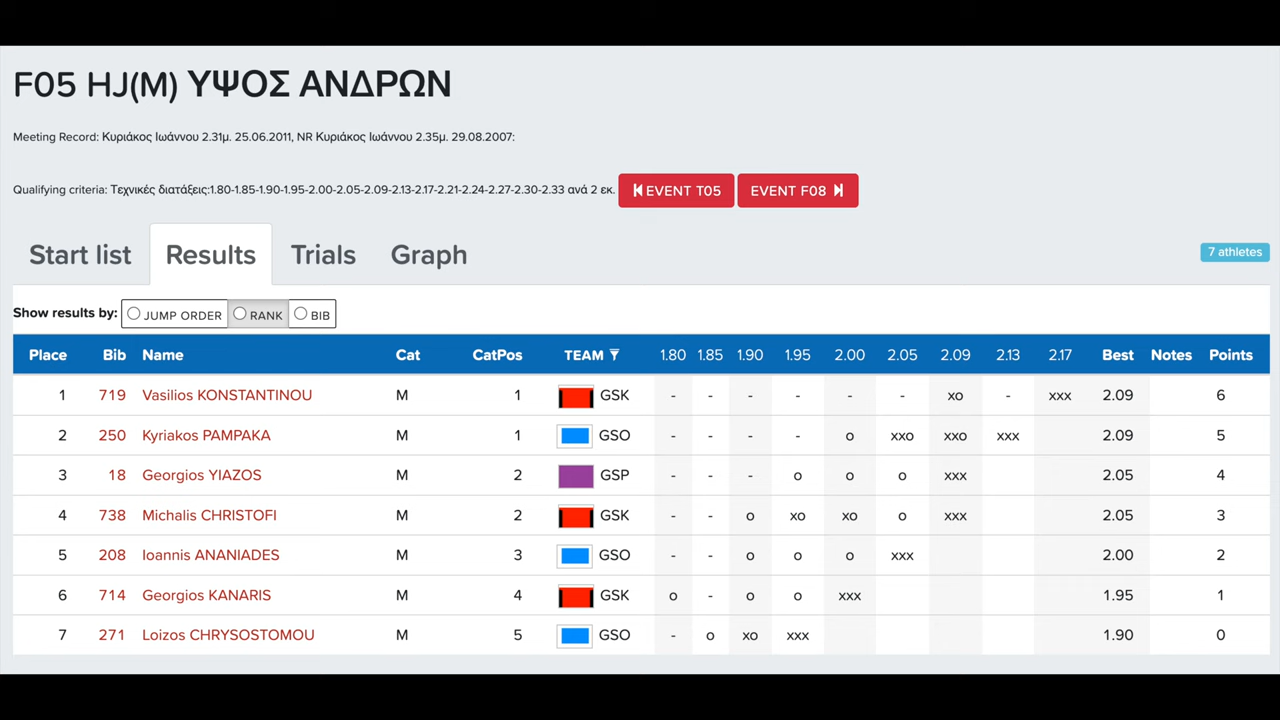 F05 HJ(M) ΥΨΟΣ ΑΝΔΡΩΝ
Meeting Record: Κυριάκος Ιωάννου 2.31μ. 25.06.2011, NR Κυριάκος Ιωάννου 2.35μ. 29.08.2007:
Qualifying criteria: Τεχνικές διατάξεις:1.80-1.85-1.90-1.95-2.00-2.05-2.09-2.13-2.17-2.21-2.24-2.27-2.30-2.33 ανά 2 εκ. EVENT T05 EVENT F08
Start list Results Trials Graph 7 athletes
Show results by: JUMP ORDER RANK BIB
Place Bib Name Cat CatPos TEAM 1.80 1.85 1.90 1.95 2.00 2.05 2.09 2.13 2.17 Best Notes Points
1 719 Vasilios KONSTANTINOU M 1 GSK - - - - - - xo - xxx 2.09 6
2 250 Kyriakos PAMPAKA M 1 GSO - - - - o xxo xxo xxx 2.09 5
3 18 Georgios YIAZOS M 2 GSP - - - o o o xxx 2.05 4
4 738 Michalis CHRISTOFI M 2 GSK - - o xo xo o xxx 2.05 3
5 208 Ioannis ANANIADES M 3 GSO - - o o o xxx 2.00 2
6 714 Georgios KANARIS M 4 GSK o - o o xxx 1.95 1
7 271 Loizos CHRYSOSTOMOU M 5 GSO - o xo xxx 1.90 0